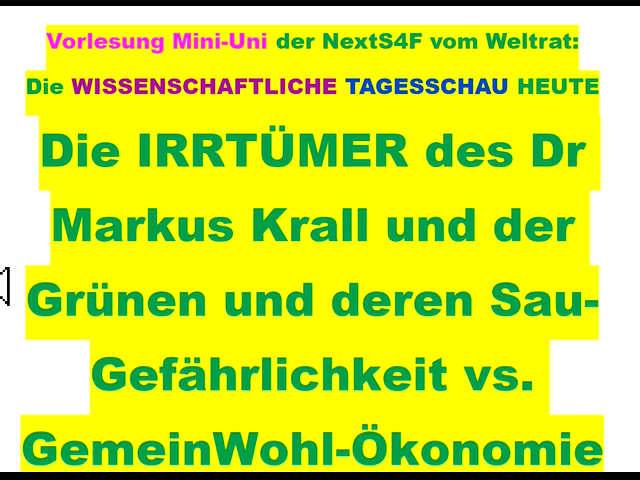 Vorlesung Mini-Uni der NextS4F vom Weltrat:
Die WISSENSCHAFTLICHE TAGESSCHAU HEUTE
Die IRRTÜMER des Dr
Markus Krall und der
Grünen und deren Sau-
Gefährlichkeit vs.
GemeinWohl-Ökonomie